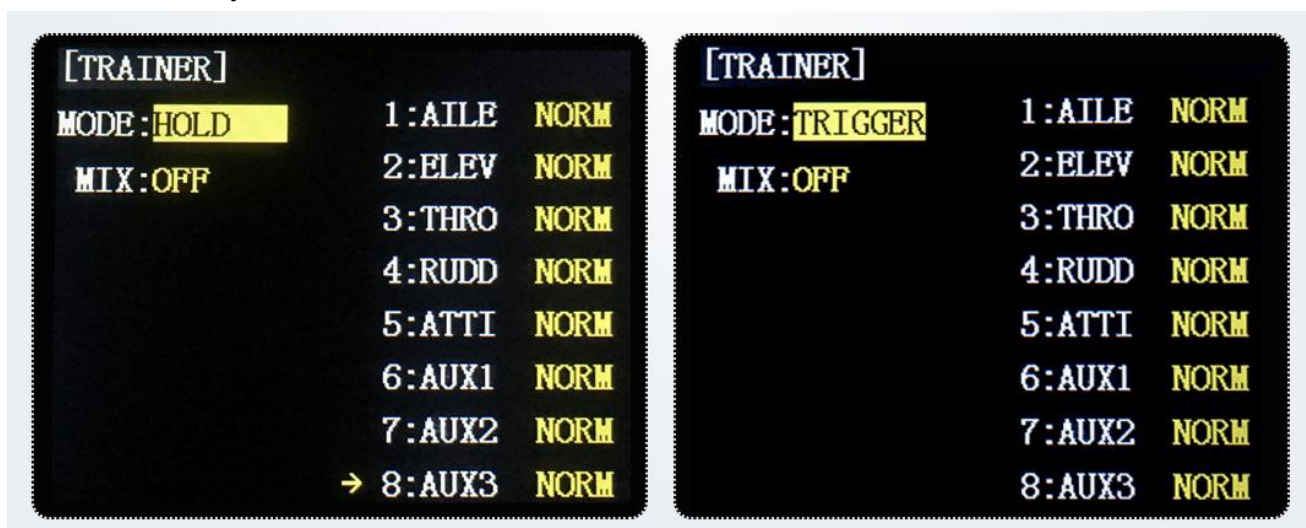 [TRAINER]
MODE:HOLD
MIX:OFF
1:AILE NORM
2:ELEV NORM
3:THRO NORM
4:RUDD NORM
5:ATTI NORM
6:AUX1 NORM
7:AUX2 NORM
→ 8:AUX3 NORM
[TRAINER]
MODE:TRIGGER
MIX:OFF
1:AILE NORM
2:ELEV NORM
3:THRO NORM
4:RUDD NORM
5:ATTI NORM
6:AUX1 NORM
7:AUX2 NORM
8:AUX3 NORM